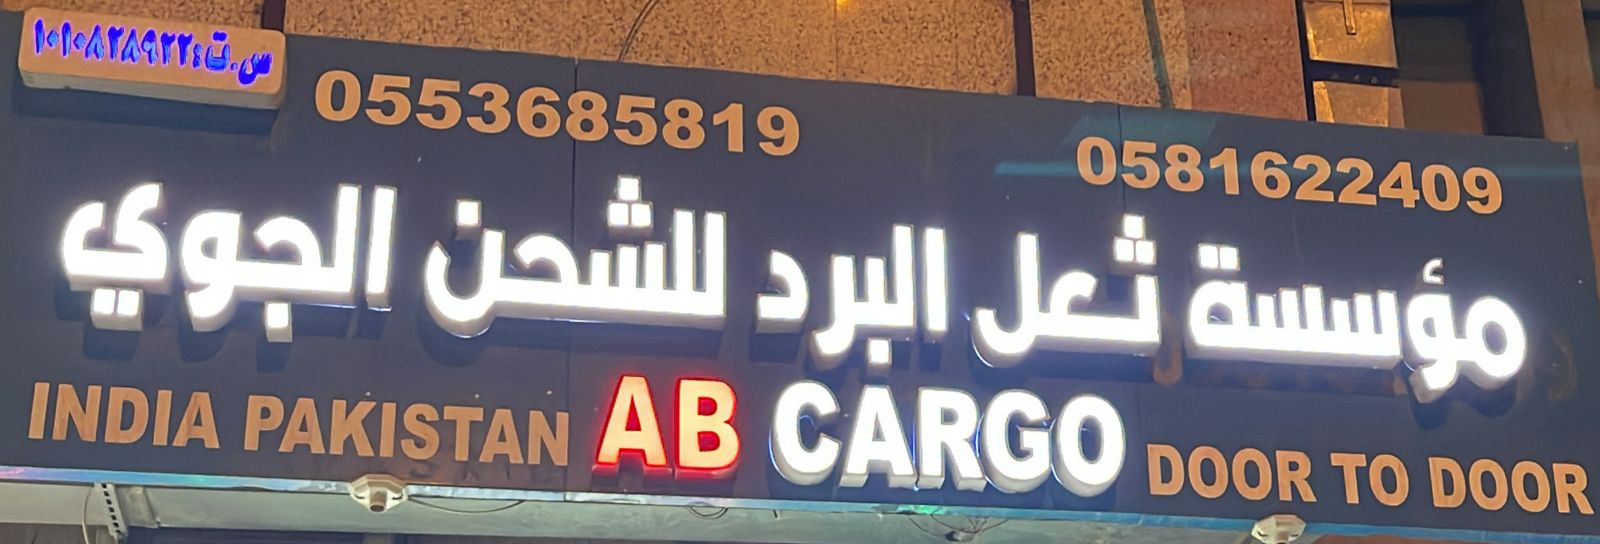 س.ت: ١٠١٠٨٢٨٩٢٢
0553685819 0581622409
مؤسسة ثعل البرد للشحن الجوي
INDIA PAKISTAN AB CARGO DOOR TO DOOR